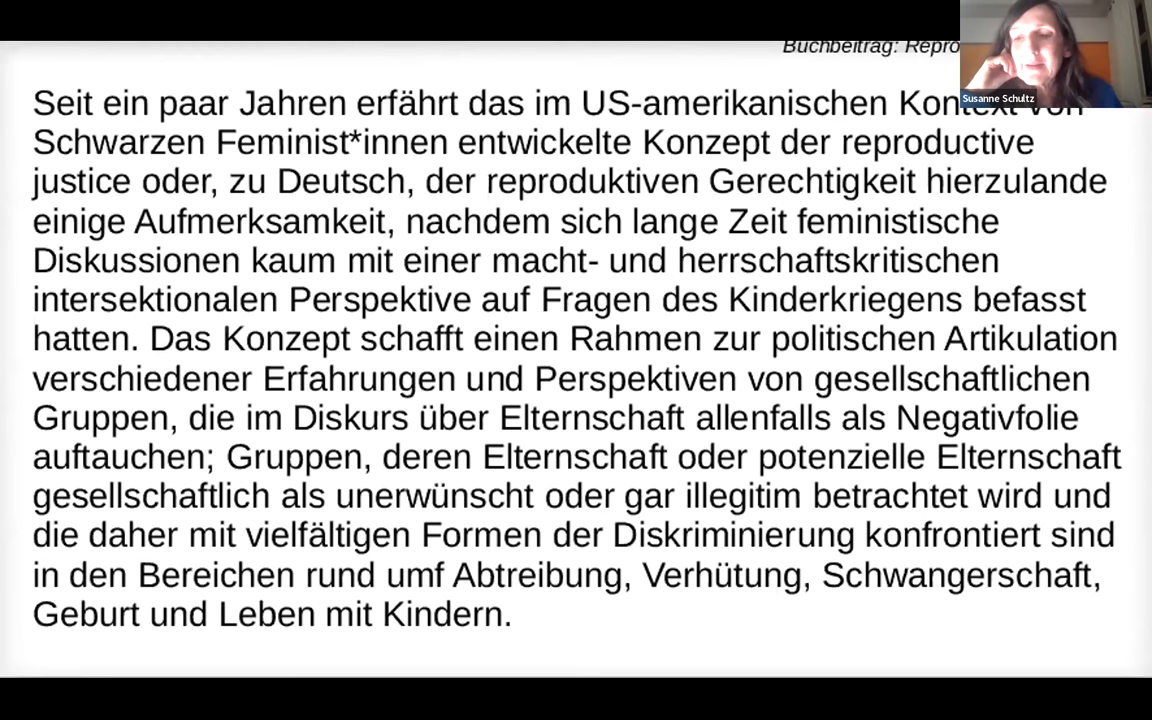 Buchbeitrag: Repro
Susanne Schultz
Seit ein paar Jahren erfährt das im US-amerikanischen Kontext von
Schwarzen Feminist*innen entwickelte Konzept der reproductive
justice oder, zu Deutsch, der reproduktiven Gerechtigkeit hierzulande
einige Aufmerksamkeit, nachdem sich lange Zeit feministische
Diskussionen kaum mit einer macht- und herrschaftskritischen
intersektionalen Perspektive auf Fragen des Kinderkriegens befasst
hatten. Das Konzept schafft einen Rahmen zur politischen Artikulation
verschiedener Erfahrungen und Perspektiven von gesellschaftlichen
Gruppen, die im Diskurs über Elternschaft allenfalls als Negativfolie
auftauchen; Gruppen, deren Elternschaft oder potenzielle Elternschaft
gesellschaftlich als unerwünscht oder gar illegitim betrachtet wird und
die daher mit vielfältigen Formen der Diskriminierung konfrontiert sind
in den Bereichen rund umf Abtreibung, Verhütung, Schwangerschaft,
Geburt und Leben mit Kindern.